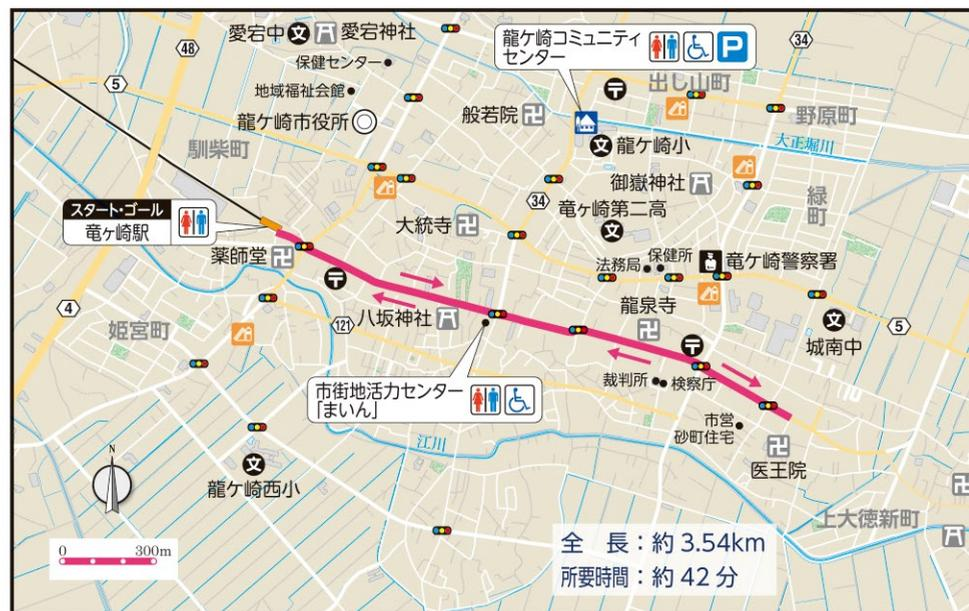 愛宕中
文
愛宕神社
保健センター
地域福祉会館
龍ケ崎市役所
馴柴町
48
5
龍ケ崎コミュニティ
センター
P
出し山町
34
野原町
般若院
文
龍ケ崎小
大正堀川
御嶽神社
緑
町
スタート・ゴール
竜ヶ崎駅
大統寺
34
竜ヶ崎第二高
文
薬師堂
法務局
保健所
竜ケ崎警察署
4
姫宮町
121
八坂神社
龍泉寺
文
城南中
5
裁判所
検察庁
市街地活力センター
「まいん」
市営
砂町住宅
江川
医王院
文
龍ケ崎西小
上大徳新町
N
0
300m
全 長：約 3.54km
所要時間：約 42 分